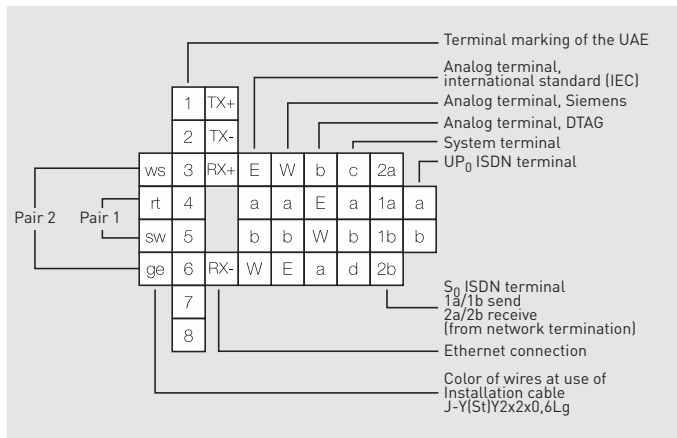 Terminal marking of the UAE
Analog terminal,
international standard (IEC)
Analog terminal, Siemens
Analog terminal, DTAG
System terminal
UP0 ISDN terminal
1 TX+
2 TX-
ws 3 RX+ E W b c 2a
rt 4 a a E a 1a a
sw 5 b b W b 1b b
ge 6 RX- W E a d 2b
7
8
Pair 2 Pair 1
S0 ISDN terminal
1a/1b send
2a/2b receive
(from network termination)
Ethernet connection
Color of wires at use of
Installation cable
J-Y(St)Y2x2x0,6Lg